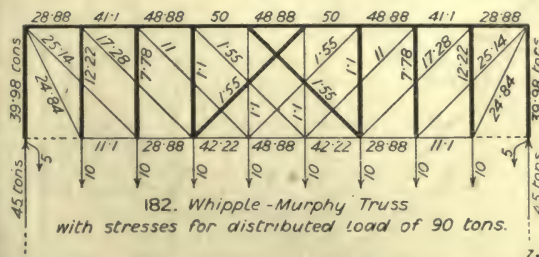 28·88 41·1 48·88 50 48 88 50 48·88 41·1 28·88
39·98 tons 25·14 24·84 12·22 17·28 7·78 11 1·55 1·1 1·55 1·1 1·1 1·55 1·55 1·1 11 7·78 17·28 12·22 25·14 24·84 39·98 tons
11·1 28·88 42·22 48·88 42·22 28·88 11·1
45 tons 5 10 10 10 10 10 10 10 10 5 45 tons
182. Whipple-Murphy Truss
with stresses for distributed load of 90 tons.